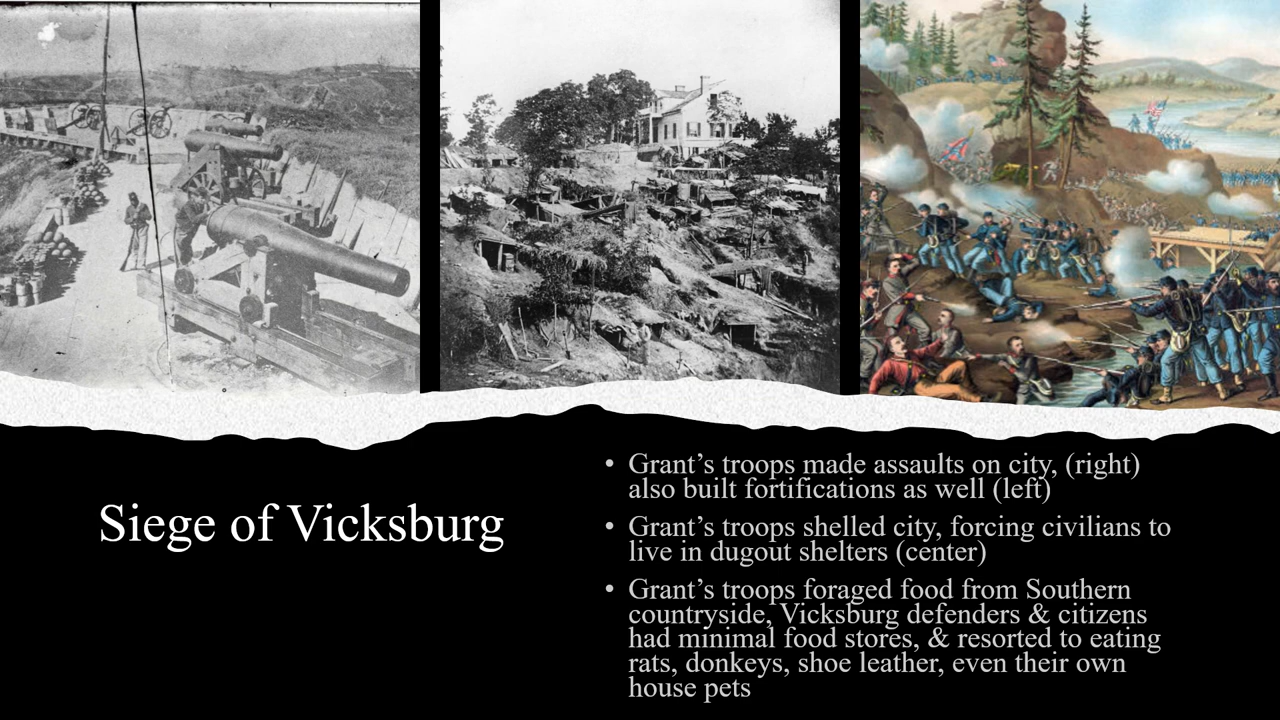 Siege of Vicksburg
• Grant’s troops made assaults on city, (right)
also built fortifications as well (left)
• Grant’s troops shelled city, forcing civilians to
live in dugout shelters (center)
• Grant’s troops foraged food from Southern
countryside, Vicksburg defenders & citizens
had minimal food stores, & resorted to eating
rats, donkeys, shoe leather, even their own
house pets